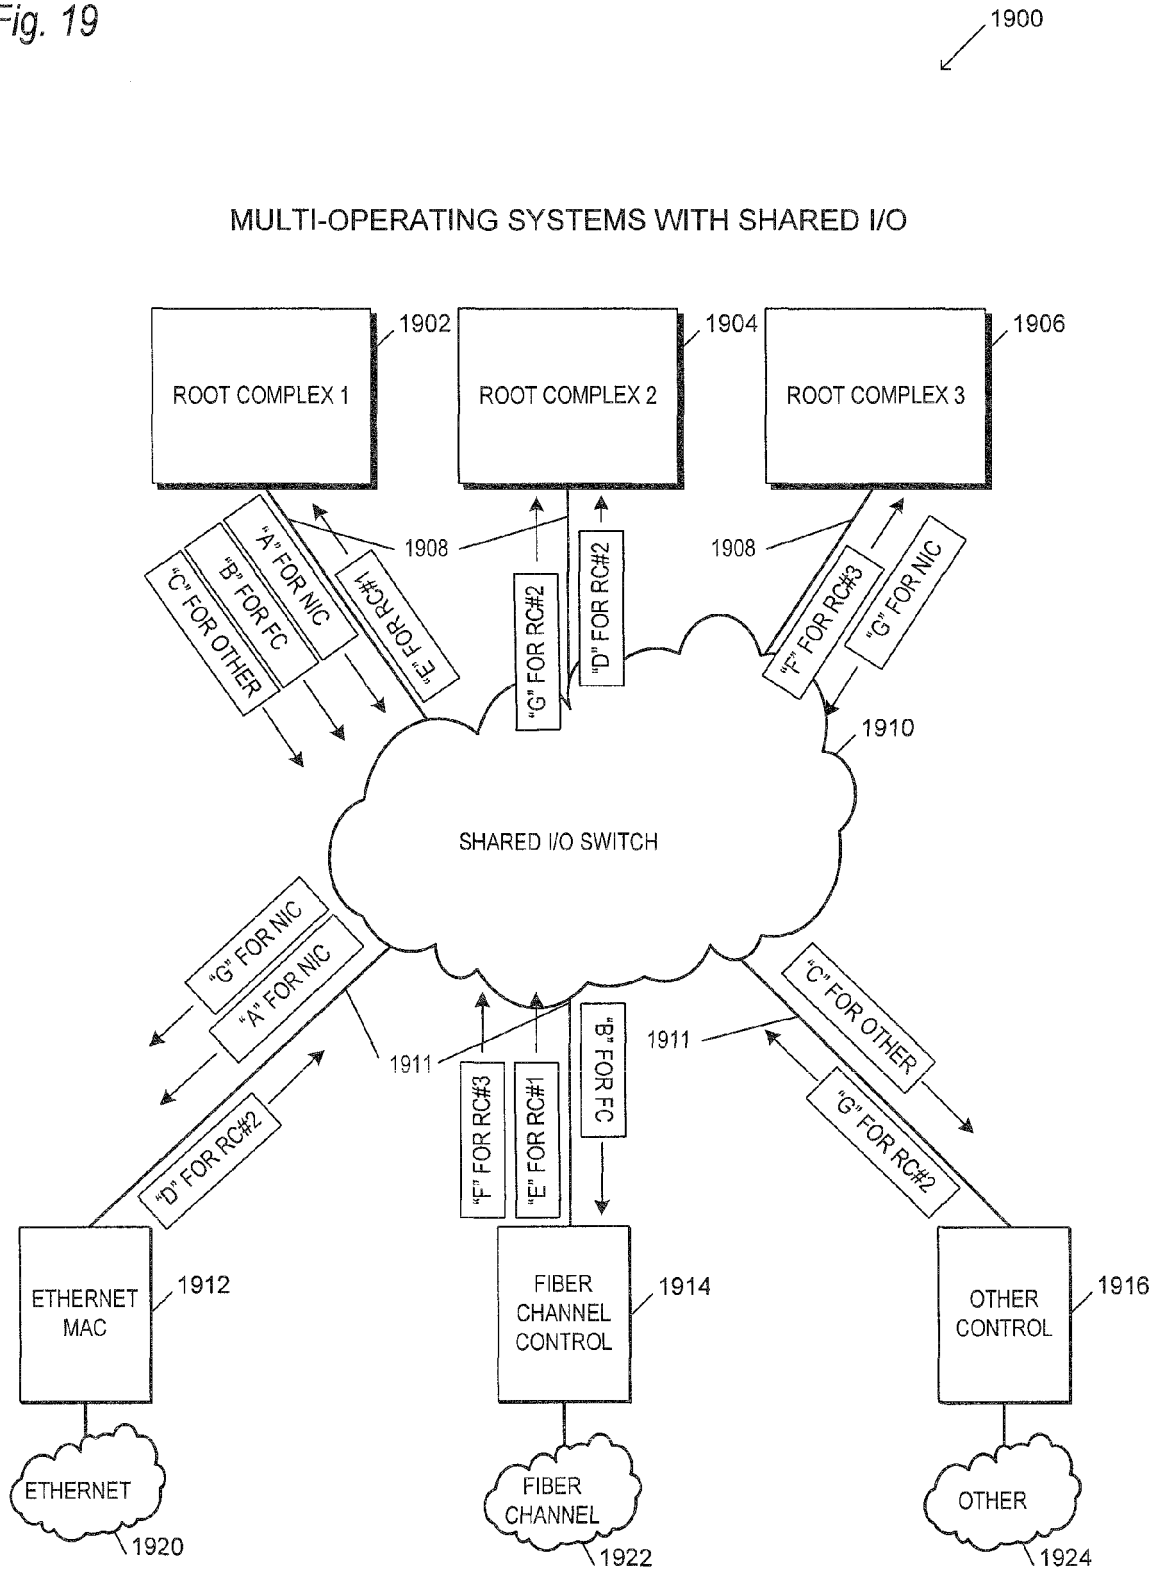 Fig. 19
1900
MULTI-OPERATING SYSTEMS WITH SHARED I/O
ROOT COMPLEX 1
1902
ROOT COMPLEX 2
1904
ROOT COMPLEX 3
1906
"C" FOR OTHER
"B" FOR FC
"A" FOR NIC
"E" FOR RC#1
1908
"G" FOR RC#2
"D" FOR RC#2
1908
"F" FOR RC#3
"G" FOR NIC
1910
SHARED I/O SWITCH
"G" FOR NIC
"A" FOR NIC
"D" FOR RC#2
1911
"F" FOR RC#3
"E" FOR RC#1
"B" FOR FC
1911
"C" FOR OTHER
"G" FOR RC#2
ETHERNET
MAC
1912
FIBER
CHANNEL
CONTROL
1914
OTHER
CONTROL
1916
ETHERNET
1920
FIBER
CHANNEL
1922
OTHER
1924